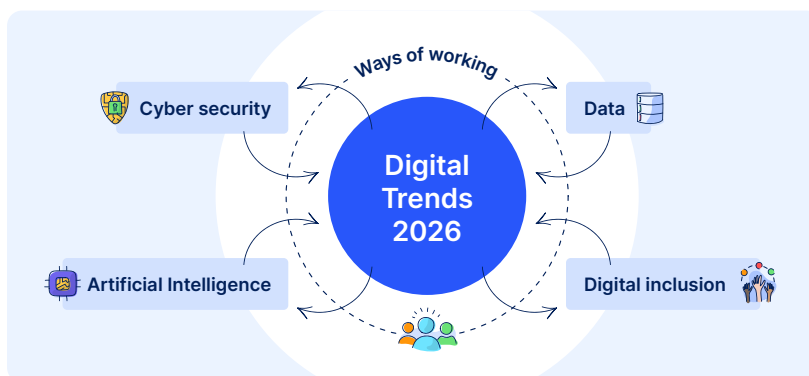 Ways of working
Cyber security
Data
Digital
Trends
2026
Artificial Intelligence
Digital inclusion